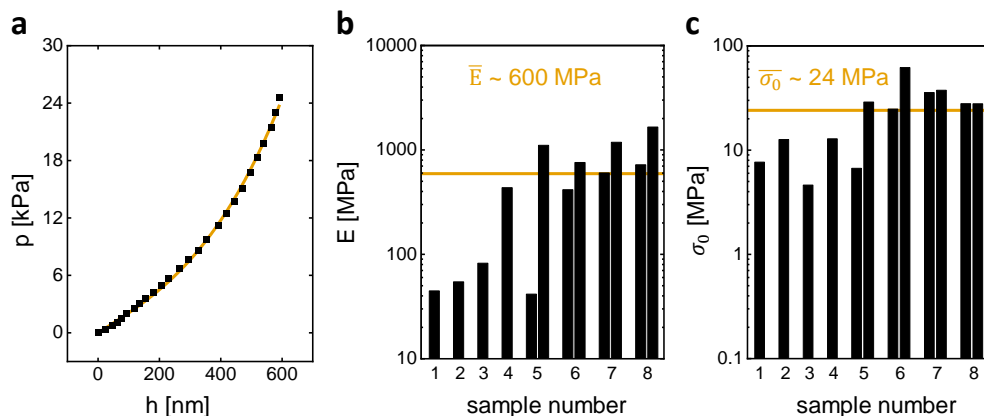 a
30
24
18
12
6
0
p [kPa]
0 200 400 600
h [nm]
b
10000
1000
100
10
E [MPa]
E̅ ~ 600 MPa
1 2 3 4 5 6 7 8
sample number
c
100
10
1
0.1
σ₀ [MPa]
σ̅₀̅ ~ 24 MPa
1 2 3 4 5 6 7 8
sample number